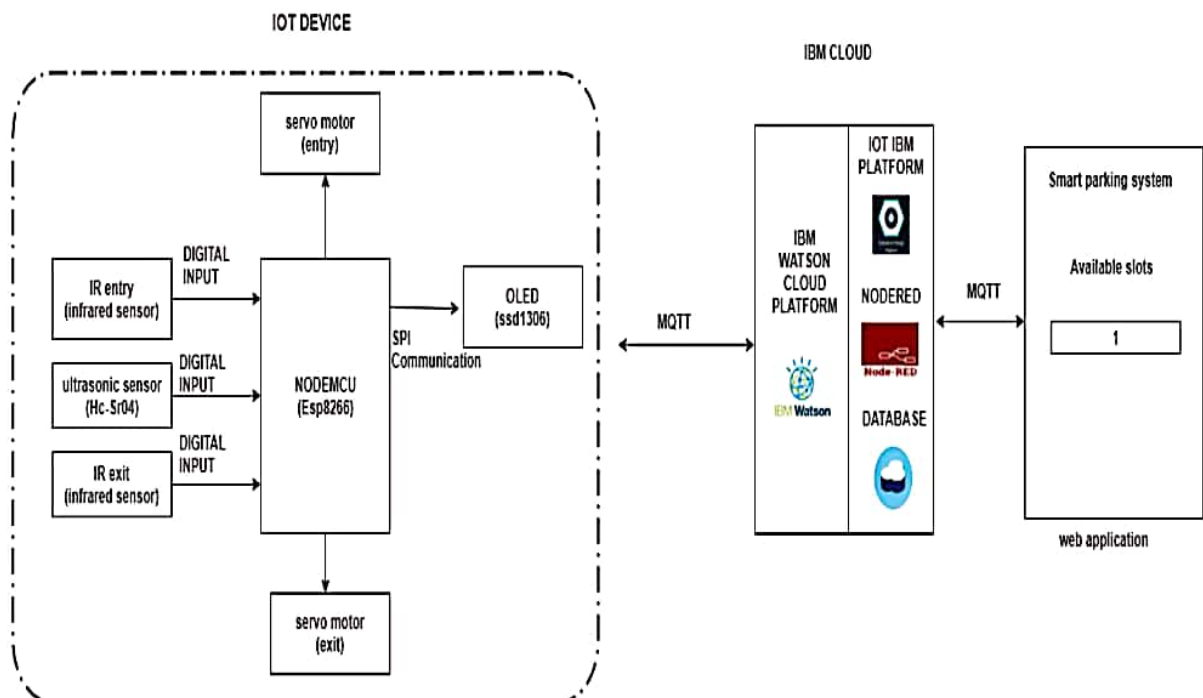 IOT DEVICE
servo motor
(entry)
IR entry
(infrared sensor)
DIGITAL
INPUT
ultrasonic sensor
(Hc-Sr04)
DIGITAL
INPUT
IR exit
(infrared sensor)
DIGITAL
INPUT
NODEMCU
(Esp8266)
SPI
Communication
OLED
(ssd1306)
servo motor
(exit)
MQTT
IBM CLOUD
IBM
WATSON
CLOUD
PLATFORM
IBM Watson
IOT IBM
PLATFORM
NODERED
Node-RED
DATABASE
MQTT
Smart parking system
Available slots
1
web application